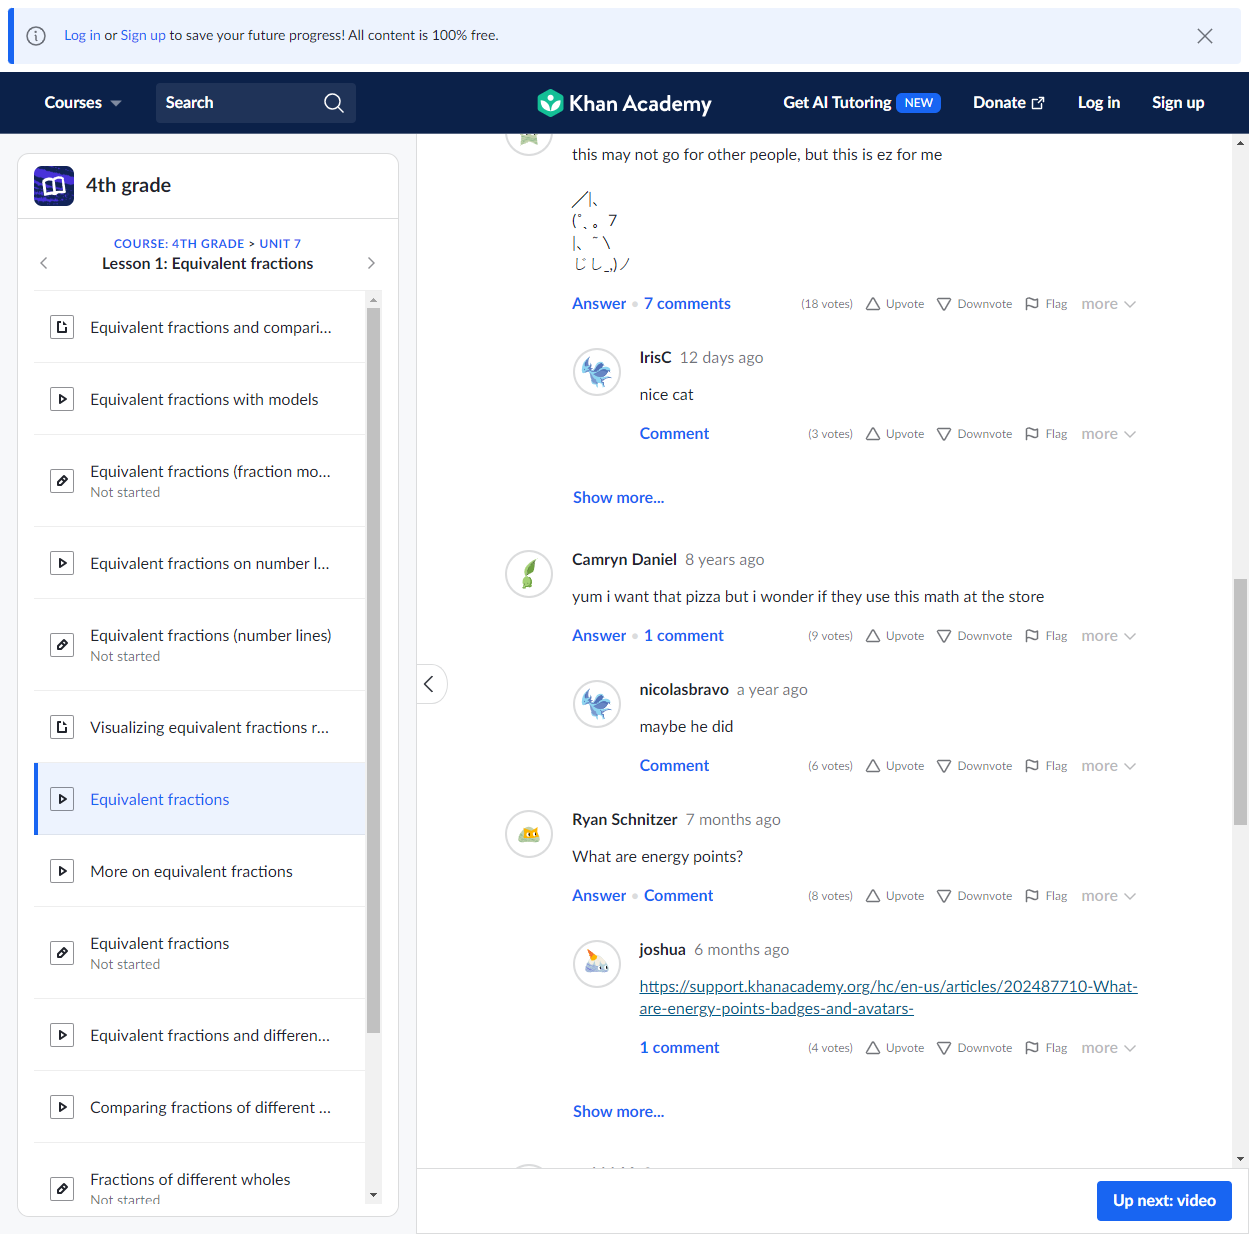 Log in or Sign up to save your future progress! All content is 100% free.
Courses
Search
Khan Academy
Get AI Tutoring NEW
Donate
Log in
Sign up
4th grade
COURSE: 4TH GRADE > UNIT 7
Lesson 1: Equivalent fractions
Equivalent fractions and compari...
Equivalent fractions with models
Equivalent fractions (fraction mo...
Not started
Equivalent fractions on number l...
Equivalent fractions (number lines)
Not started
Visualizing equivalent fractions r...
Equivalent fractions
More on equivalent fractions
Equivalent fractions
Not started
Equivalent fractions and differen...
Comparing fractions of different ...
Fractions of different wholes
Not started
this may not go for other people, but this is ez for me
／|、
(˚ˎ 。7
|、˜〵
じしˍ,)ノ
Answer • 7 comments (18 votes) Upvote Downvote Flag more
IrisC 12 days ago
nice cat
Comment (3 votes) Upvote Downvote Flag more
Show more...
Camryn Daniel 8 years ago
yum i want that pizza but i wonder if they use this math at the store
Answer • 1 comment (9 votes) Upvote Downvote Flag more
nicolasbravo a year ago
maybe he did
Comment (6 votes) Upvote Downvote Flag more
Ryan Schnitzer 7 months ago
What are energy points?
Answer • Comment (8 votes) Upvote Downvote Flag more
joshua 6 months ago
https://support.khanacademy.org/hc/en-us/articles/202487710-What-
are-energy-points-badges-and-avatars-
1 comment (4 votes) Upvote Downvote Flag more
Show more...
Up next: video